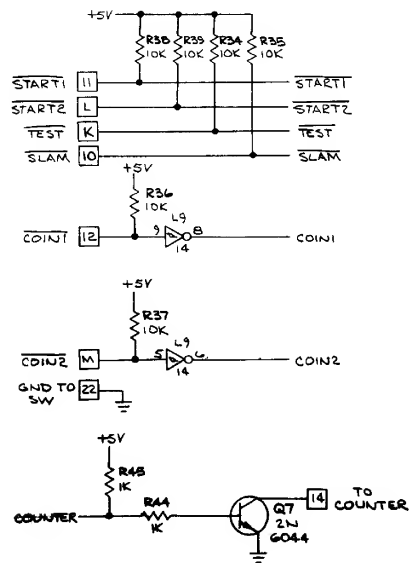 +5V
R38 R39 R34 R35
10K 10K 10K 10K
START1 11 START1
START2 L START2
TEST K TEST
SLAM 10 SLAM
+5V
R36
10K
L9
COIN1 12 9 8 COIN1
14
+5V
R37
10K
L9
COIN2 M 5 6 COIN2
14
GND TO SW 22
+5V
R45
1K
R44
1K
COUNTER
Q7
2N
6044
14 TO COUNTER